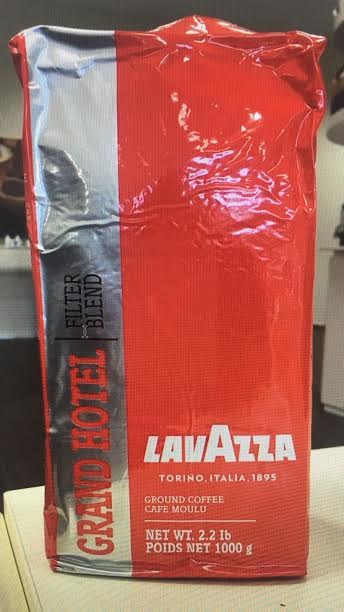 GRAND HOTEL
FILTER
BLEND
LAVAZZA
TORINO, ITALIA, 1895
GROUND COFFEE
CAFE MOULU
NET WT. 2.2 lb
POIDS NET 1000 g